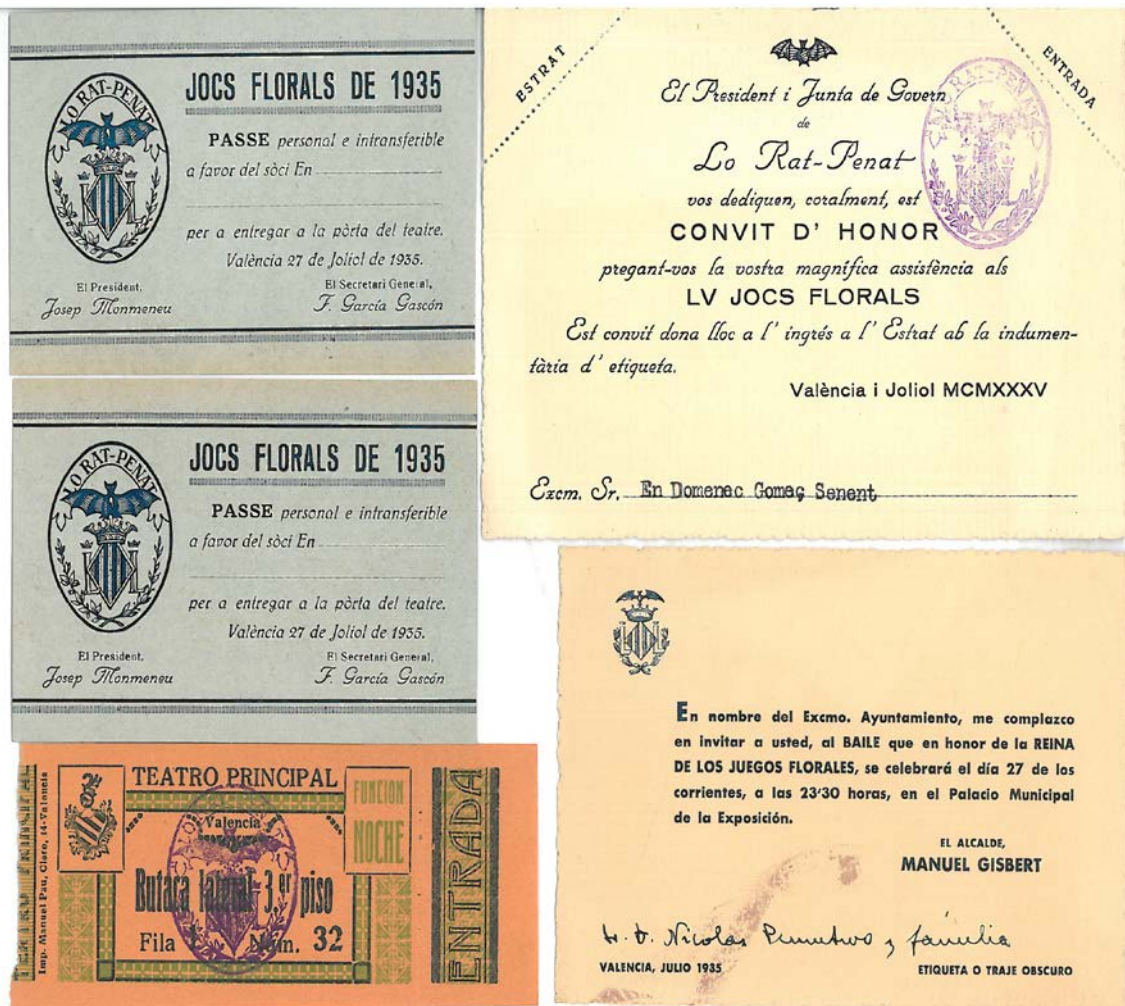 LO RAT-PENAT
JOCS FLORALS DE 1935
PASSE personal e intransferible
a favor del sòci En
per a entregar a la pòrta del teatre.
València 27 de Joliol de 1935.
El President,
Josep Monmeneu
El Secretari General,
F. García Gascón
LO RAT-PENAT
JOCS FLORALS DE 1935
PASSE personal e intransferible
a favor del sòci En
per a entregar a la pòrta del teatre.
València 27 de Joliol de 1935.
El President,
Josep Monmeneu
El Secretari General,
F. García Gascón
TEATRO PRINCIPAL
Imp. Manuel Pau, Clero, 14-Valencia
TEATRO PRINCIPAL
Valencia
FUNCION
NOCHE
Butaca lateral 3.er piso
Fila Núm. 32
ENTRADA
ESTRAT
ENTRADA
LO RAT-PENAT
El President i Junta de Govern
de
Lo Rat-Penat
vos dediquen, coralment, est
CONVIT D' HONOR
pregant-vos la vostra magnífica assistència als
LV JOCS FLORALS
Est convit dona lloc a l' ingrés a l' Estrat ab la indumen-
tària d' etiqueta.
València i Joliol MCMXXXV
Excm. Sr. En Domenec Gomaç Senent
En nombre del Excmo. Ayuntamiento, me complazco
en invitar a usted, al BAILE que en honor de la REINA
DE LOS JUEGOS FLORALES, se celebrará el día 27 de los
corrientes, a las 23'30 horas, en el Palacio Municipal
de la Exposición.
EL ALCALDE,
MANUEL GISBERT
Nicolas y familia
VALENCIA, JULIO 1935
ETIQUETA O TRAJE OBSCURO